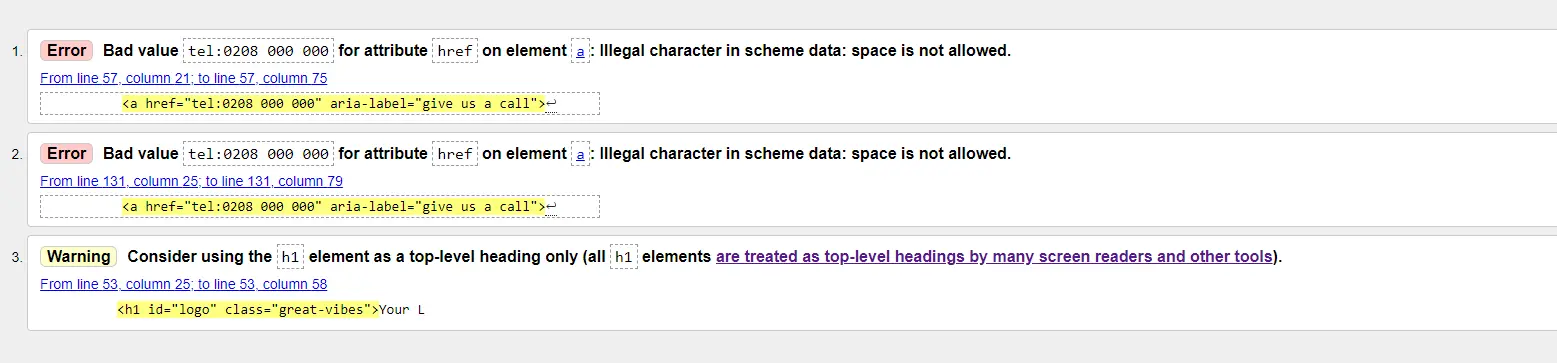 1. Error Bad value tel:0208 000 000 for attribute href on element a: Illegal character in scheme data: space is not allowed.
From line 57, column 21; to line 57, column 75
<a href="tel:0208 000 000" aria-label="give us a call">↩
2. Error Bad value tel:0208 000 000 for attribute href on element a: Illegal character in scheme data: space is not allowed.
From line 131, column 25; to line 131, column 79
<a href="tel:0208 000 000" aria-label="give us a call">↩
3. Warning Consider using the h1 element as a top-level heading only (all h1 elements are treated as top-level headings by many screen readers and other tools).
From line 53, column 25; to line 53, column 58
<h1 id="logo" class="great-vibes">Your L